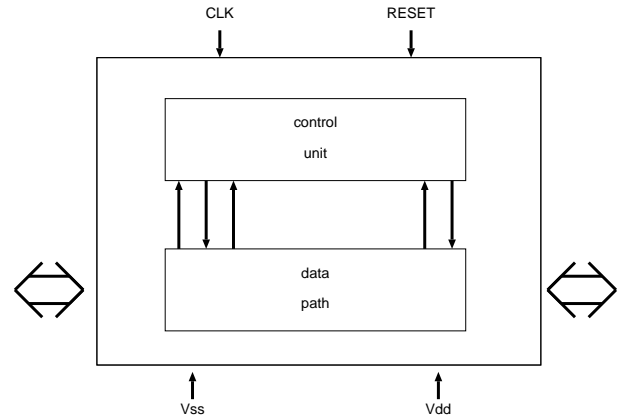 CLK
RESET
control
unit
data
path
Vss
Vdd